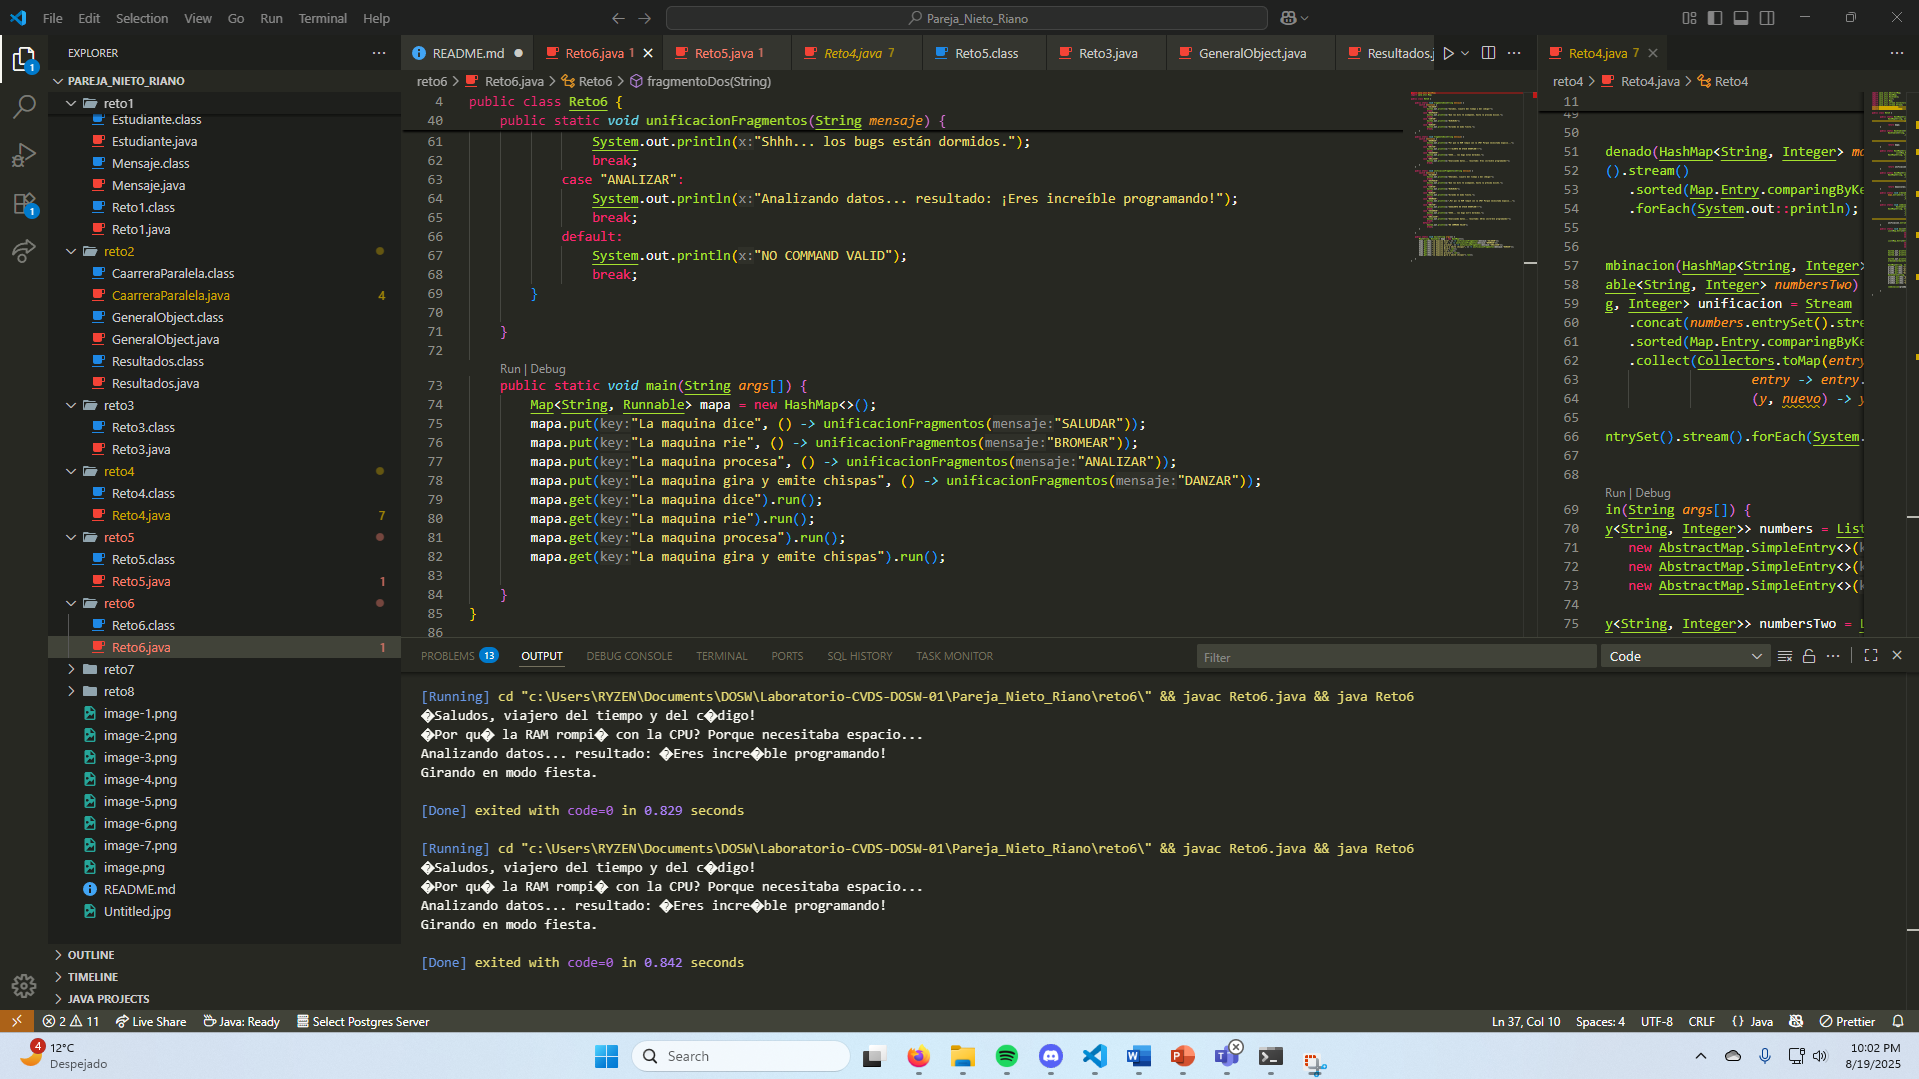 File Edit Selection View Go Run Terminal Help
Pareja_Nieto_Riano
EXPLORER
PAREJA_NIETO_RIANO
reto1
Estudiante.class
Estudiante.java
Mensaje.class
Mensaje.java
Reto1.class
Reto1.java
reto2
CaarreraParalela.class
CaarreraParalela.java 4
GeneralObject.class
GeneralObject.java
Resultados.class
Resultados.java
reto3
Reto3.class
Reto3.java
reto4
Reto4.class
Reto4.java 7
reto5
Reto5.class
Reto5.java 1
reto6
Reto6.class
Reto6.java 1
reto7
reto8
image-1.png
image-2.png
image-3.png
image-4.png
image-5.png
image-6.png
image-7.png
image.png
README.md
Untitled.jpg
OUTLINE
TIMELINE
JAVA PROJECTS
README.md Reto6.java 1 Reto5.java 1 Reto4.java 7 Reto5.class Reto3.java GeneralObject.java Resultados.j
reto6 > Reto6.java > Reto6 > fragmentoDos(String)
4 public class Reto6 {
40 public static void unificacionFragmentos(String mensaje) {
61 System.out.println(x:"Shhh... los bugs están dormidos.");
62 break;
63 case "ANALIZAR":
64 System.out.println(x:"Analizando datos... resultado: ¡Eres increíble programando!");
65 break;
66 default:
67 System.out.println(x:"NO COMMAND VALID");
68 break;
69 }
70
71 }
72
Run | Debug
73 public static void main(String args[]) {
74 Map<String, Runnable> mapa = new HashMap<>();
75 mapa.put(key:"La maquina dice", () -> unificacionFragmentos(mensaje:"SALUDAR"));
76 mapa.put(key:"La maquina rie", () -> unificacionFragmentos(mensaje:"BROMEAR"));
77 mapa.put(key:"La maquina procesa", () -> unificacionFragmentos(mensaje:"ANALIZAR"));
78 mapa.put(key:"La maquina gira y emite chispas", () -> unificacionFragmentos(mensaje:"DANZAR"));
79 mapa.get(key:"La maquina dice").run();
80 mapa.get(key:"La maquina rie").run();
81 mapa.get(key:"La maquina procesa").run();
82 mapa.get(key:"La maquina gira y emite chispas").run();
83
84 }
85 }
86
Reto4.java 7
reto4 > Reto4.java > Reto4
11
49
50
51 denado(HashMap<String, Integer> m
52 ().stream()
53 .sorted(Map.Entry.comparingByKe
54 .forEach(System.out::println);
55
56
57 mbinacion(HashMap<String, Integer>
58 able<String, Integer> numbersTwo)
59 g, Integer> unificacion = Stream
60 .concat(numbers.entrySet().stre
61 .sorted(Map.Entry.comparingByKe
62 .collect(Collectors.toMap(entry
63 entry -> entry.
64 (y, nuevo) -> y
65
66 ntrySet().stream().forEach(System.
67
68
Run | Debug
69 in(String args[]) {
70 y<String, Integer>> numbers = List
71 new AbstractMap.SimpleEntry<>(k
72 new AbstractMap.SimpleEntry<>(
73 new AbstractMap.SimpleEntry<>(
74
75 y<String, Integer>> numbersTwo = L
PROBLEMS 13 OUTPUT DEBUG CONSOLE TERMINAL PORTS SQL HISTORY TASK MONITOR
Filter
Code
[Running] cd "c:\Users\RYZEN\Documents\DOSW\Laboratorio-CVDS-DOSW-01\Pareja_Nieto_Riano\reto6\" && javac Reto6.java && java Reto6
�Saludos, viajero del tiempo y del c�digo!
�Por qu� la RAM rompi� con la CPU? Porque necesitaba espacio...
Analizando datos... resultado: �Eres incre�ble programando!
Girando en modo fiesta.
[Done] exited with code=0 in 0.829 seconds
[Running] cd "c:\Users\RYZEN\Documents\DOSW\Laboratorio-CVDS-DOSW-01\Pareja_Nieto_Riano\reto6\" && javac Reto6.java && java Reto6
�Saludos, viajero del tiempo y del c�digo!
�Por qu� la RAM rompi� con la CPU? Porque necesitaba espacio...
Analizando datos... resultado: �Eres incre�ble programando!
Girando en modo fiesta.
[Done] exited with code=0 in 0.842 seconds
2 11 Live Share Java: Ready Select Postgres Server
Ln 37, Col 10 Spaces: 4 UTF-8 CRLF {} Java Prettier
4
12°C
Despejado
Search
10:02 PM
8/19/2025